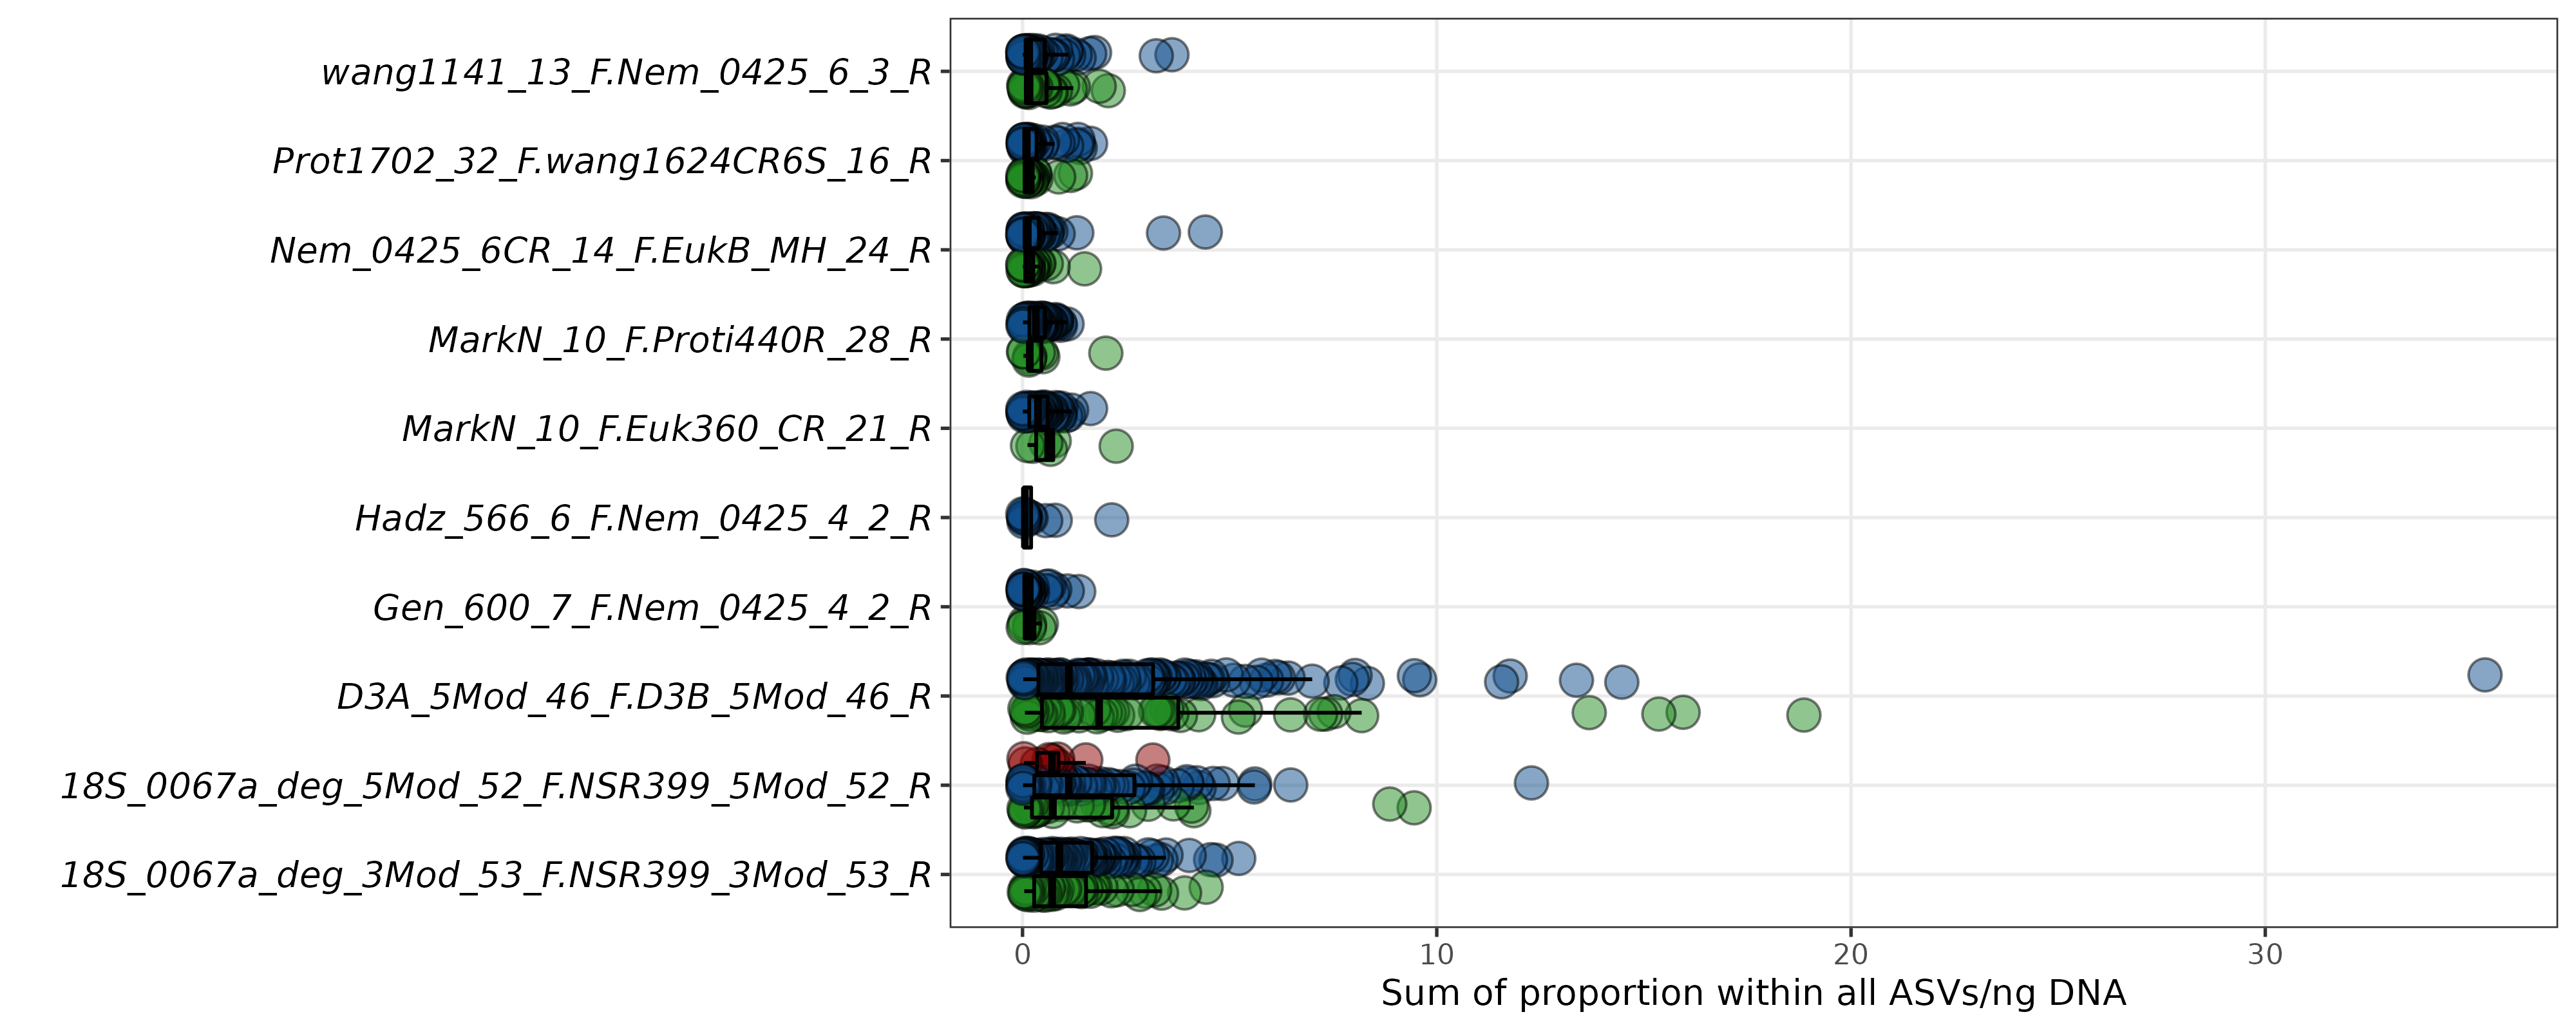 wang1141_13_F.Nem_0425_6_3_R
Prot1702_32_F.wang1624CR6S_16_R
Nem_0425_6CR_14_F.EukB_MH_24_R
MarkN_10_F.Proti440R_28_R
MarkN_10_F.Euk360_CR_21_R
Hadz_566_6_F.Nem_0425_4_2_R
Gen_600_7_F.Nem_0425_4_2_R
D3A_5Mod_46_F.D3B_5Mod_46_R
18S_0067a_deg_5Mod_52_F.NSR399_5Mod_52_R
18S_0067a_deg_3Mod_53_F.NSR399_3Mod_53_R
0 10 20 30
Sum of proportion within all ASVs/ng DNA